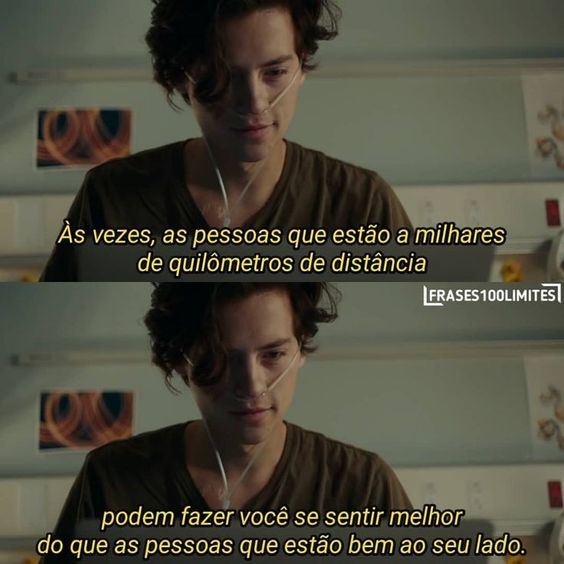 Às vezes, as pessoas que estão a milhares
de quilômetros de distância
FRASES100LIMITES
podem fazer você se sentir melhor
do que as pessoas que estão bem ao seu lado.